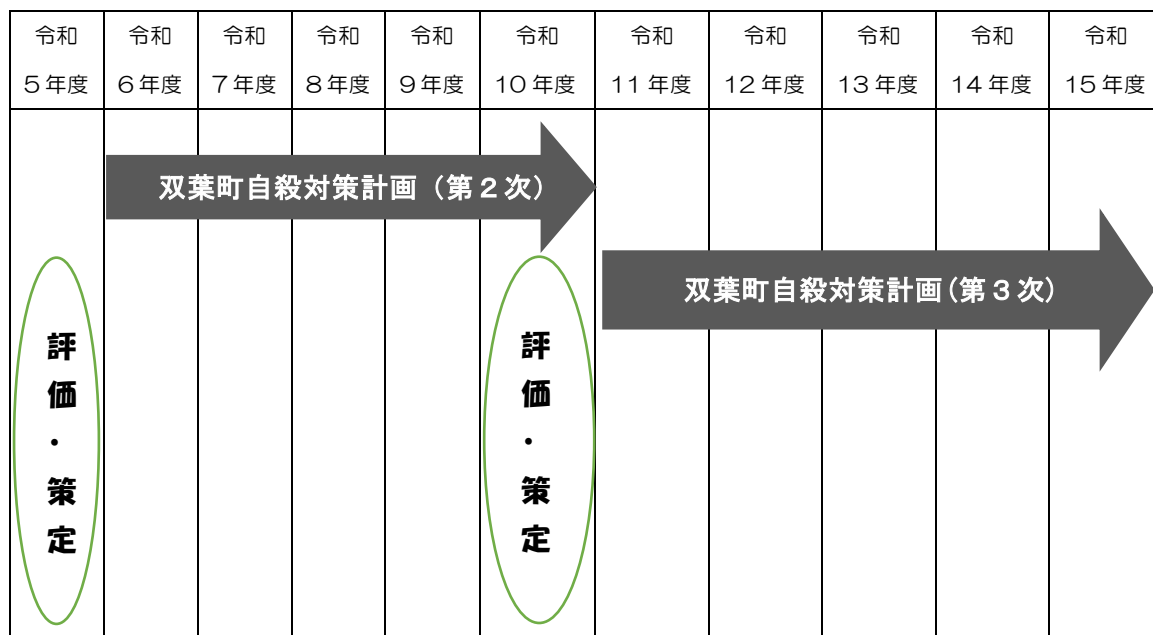 令和
5年度
令和
6年度
令和
7年度
令和
8年度
令和
9年度
令和
10年度
令和
11年度
令和
12年度
令和
13年度
令和
14年度
令和
15年度
双葉町自殺対策計画（第２次）
双葉町自殺対策計画(第３次)
評価・策定
評価・策定